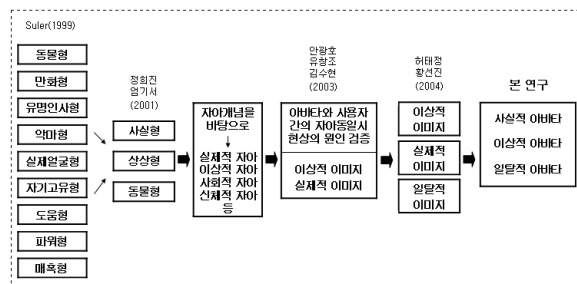 Suler(1999)
동물형
만화형
유명인사형
악마형
실제얼굴형
자기고유형
도움형
파워형
매혹형
정희진
엄기서
(2001)
사실형
상상형
동물형
자아개념을
바탕으로
실제적 자아
이상적 자아
사회적 자아
신체적 자아
등
안광호
유창조
김수현
(2003)
아바타와 사용자
간의 자아동일시
현상의 원인 검증
이상적 이미지
실제적 이미지
허태정
황선진
(2004)
이상적
이미지
실제적
이미지
일탈적
이미지
본 연구
사실적 아바타
이상적 아바타
일탈적 아바타